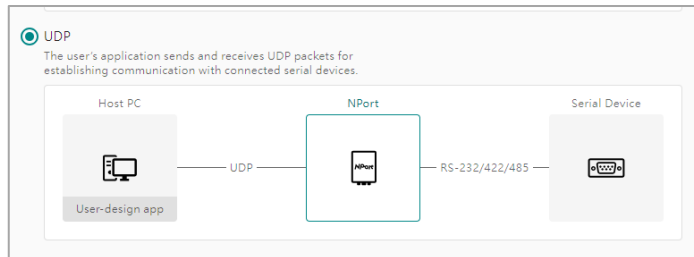 UDP
The user's application sends and receives UDP packets for
establishing communication with connected serial devices.
Host PC
NPort
Serial Device
UDP
NPort
RS-232/422/485
User-design app